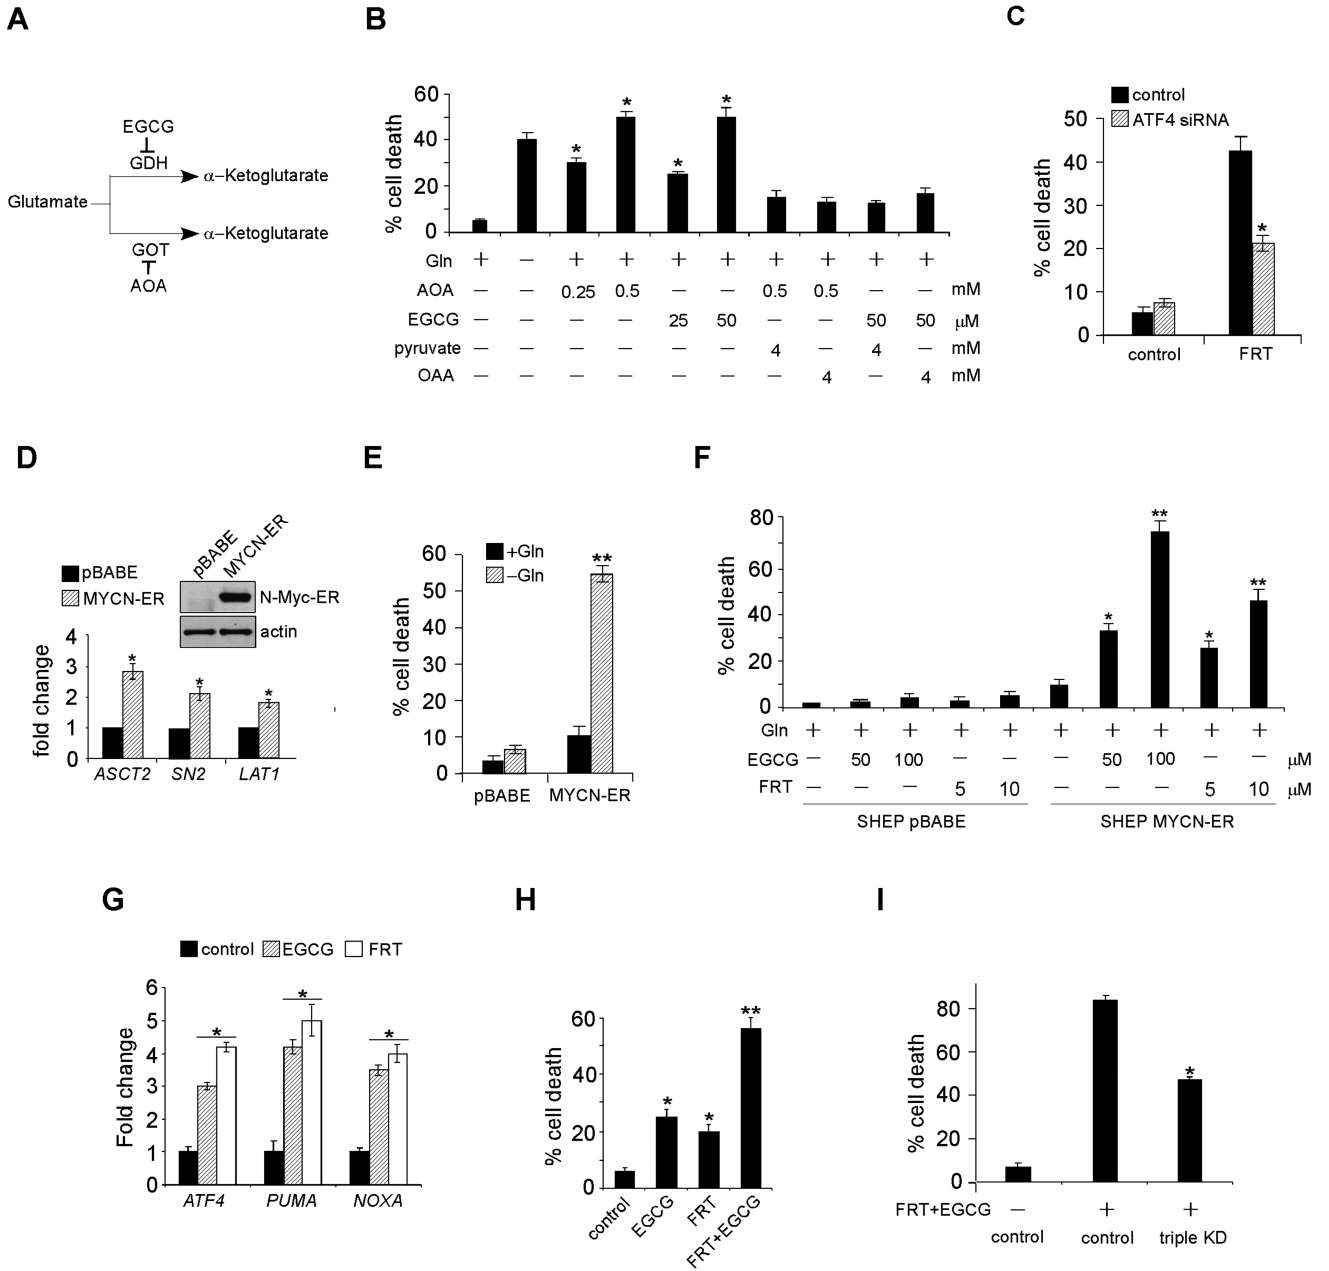 A
EGCG
GDH
α–Ketoglutarate
Glutamate
α–Ketoglutarate
GOT
AOA
B
% cell death
60
40
20
0
*
*
*
*
Gln + – + + + + + + + +
AOA – – 0.25 0.5 – – 0.5 0.5 – – mM
EGCG – – – – 25 50 – – 50 50 μM
pyruvate – – – – – – 4 – 4 – mM
OAA – – – – – – – 4 – 4 mM
C
control
ATF4 siRNA
% cell death
50
40
30
20
10
0
*
control FRT
D
pBABE MYCN-ER
pBABE
MYCN-ER
N-Myc-ER
actin
fold change
4
3
2
1
0
*
*
*
ASCT2 SN2 LAT1
E
+Gln
–Gln
% cell death
60
50
40
30
20
10
0
**
pBABE MYCN-ER
F
% cell death
80
60
40
20
0
*
**
*
**
Gln + + + + + + + + + +
EGCG – 50 100 – – – 50 100 – – μM
FRT – – – 5 10 – – – 5 10 μM
SHEP pBABE SHEP MYCN-ER
G
control EGCG FRT
Fold change
6
5
4
3
2
1
0
*
*
*
ATF4 PUMA NOXA
H
% cell death
60
40
20
0
*
*
**
control EGCG FRT FRT+EGCG
I
% cell death
80
60
40
20
0
*
FRT+EGCG – + +
control control triple KD